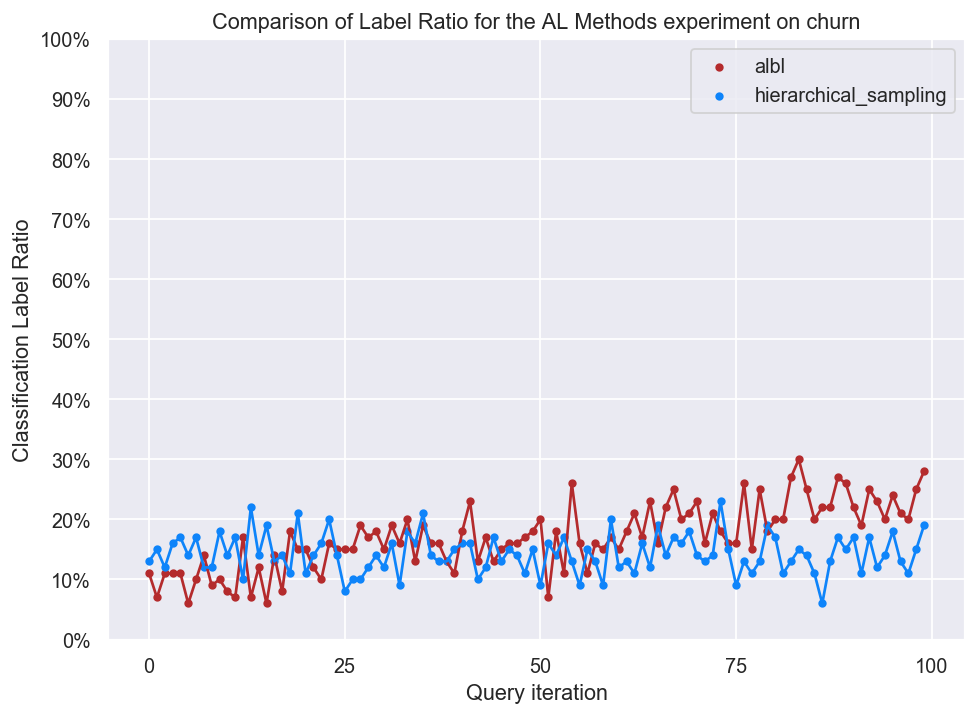 Comparison of Label Ratio for the AL Methods experiment on churn
100%
90%
80%
70%
60%
50%
40%
30%
20%
10%
0%
Classification Label Ratio
albl
hierarchical_sampling
0 25 50 75 100
Query iteration